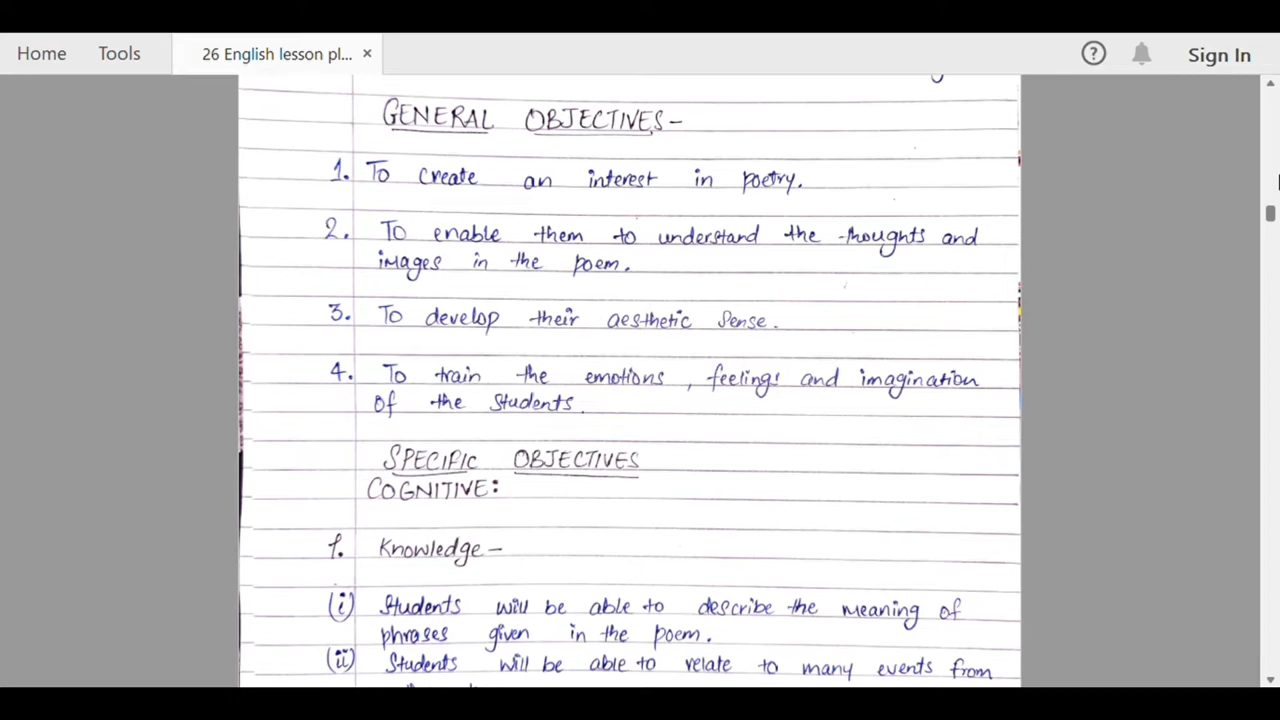 Home Tools 26 English lesson pl... × ? Sign In
GENERAL OBJECTIVES-
1. To create an interest in poetry.
2. To enable them to understand the thoughts and
images in the poem.
3. To develop their aesthetic sense.
4. To train the emotions, feelings and imagination
of the students.
SPECIFIC OBJECTIVES
COGNITIVE:
1. Knowledge-
(i) Students will be able to describe the meaning of
phrases given in the poem.
(ii) Students will be able to relate to many events from